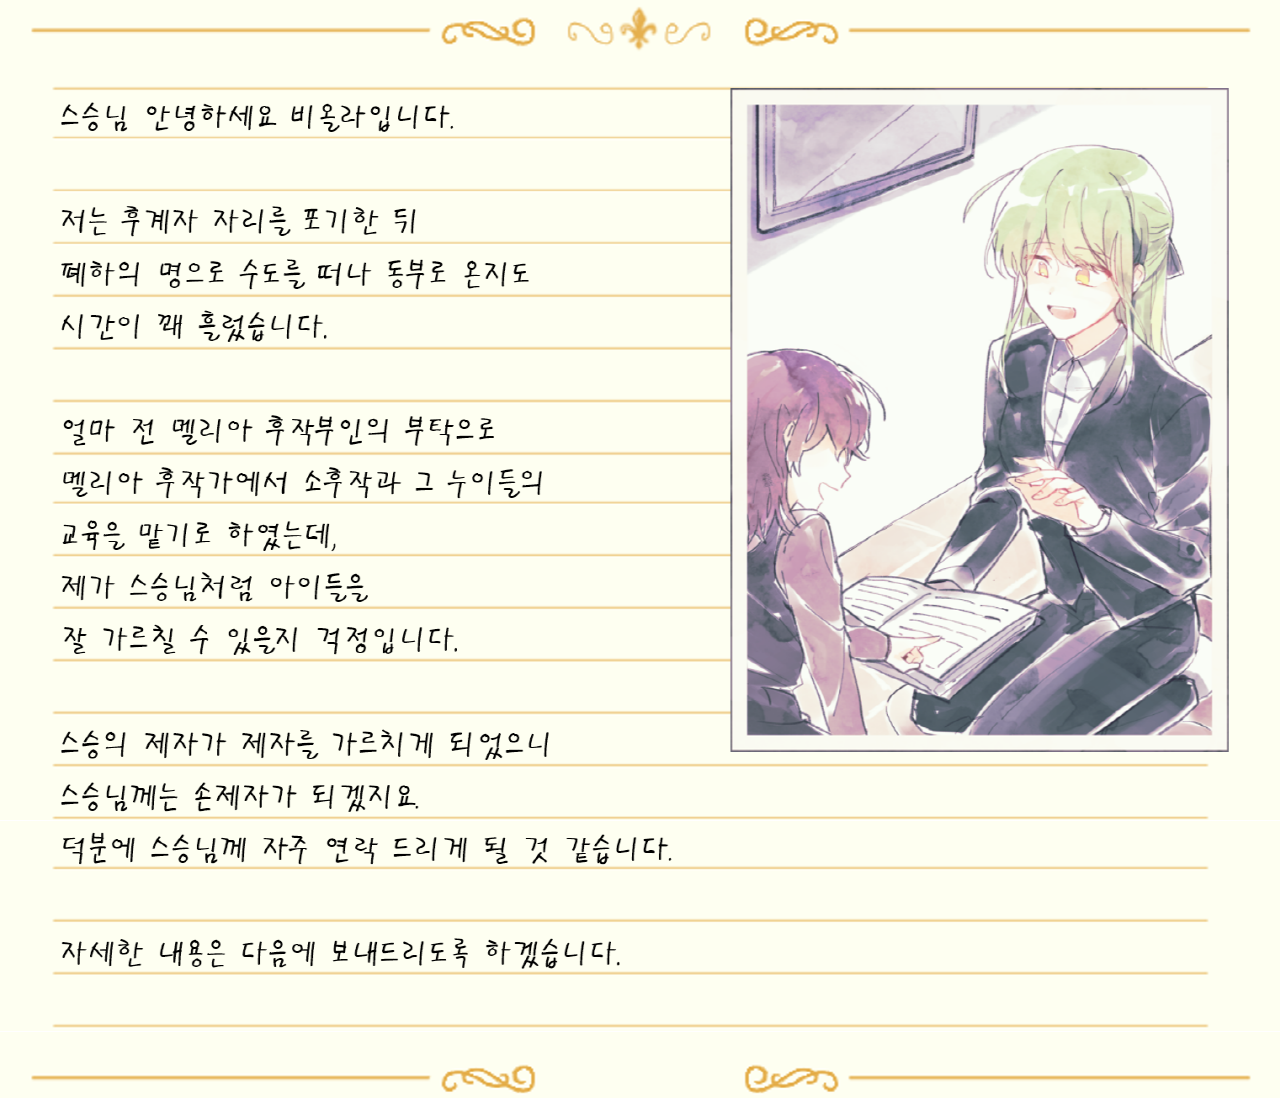 스승님 안녕하세요 비올라입니다.
저는 후계자 자리를 포기한 뒤
폐하의 명으로 수도를 떠나 동부로 온지도
시간이 꽤 흘렀습니다.
얼마 전 멜리아 후작부인의 부탁으로
멜리아 후작가에서 소후작과 그 누이들의
교육을 맡기로 하였는데,
제가 스승님처럼 아이들을
잘 가르칠 수 있을지 걱정입니다.
스승의 제자가 제자를 가르치게 되었으니
스승님께는 손제자가 되겠지요.
덕분에 스승님께 자주 연락 드리게 될 것 같습니다.
자세한 내용은 다음에 보내드리도록 하겠습니다.